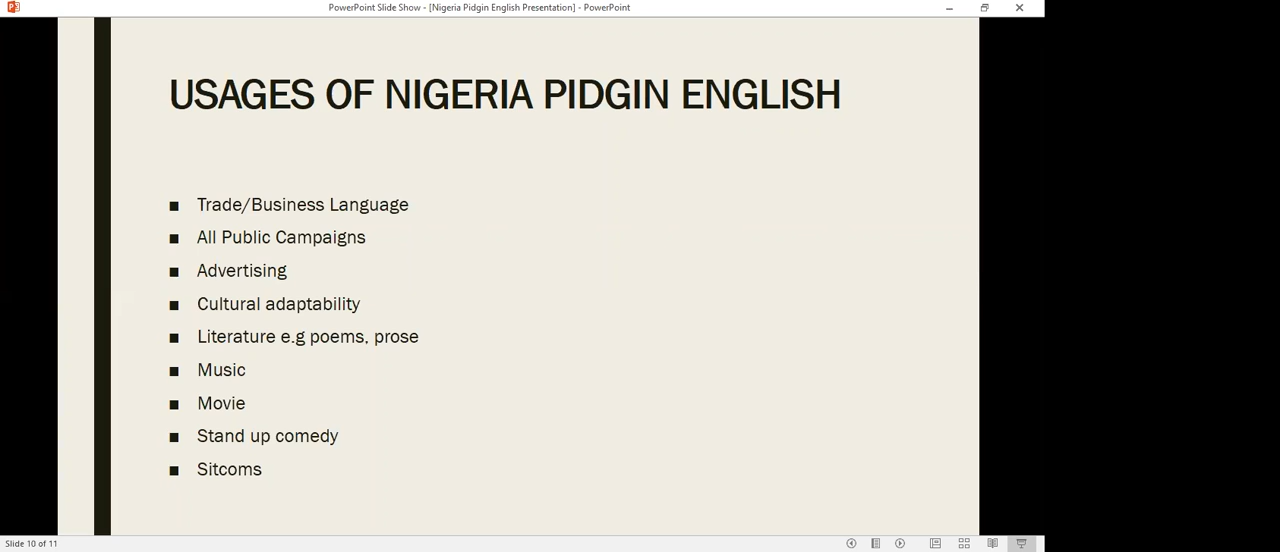 PowerPoint Slide Show - [Nigeria Pidgin English Presentation] - PowerPoint
USAGES OF NIGERIA PIDGIN ENGLISH
■ Trade/Business Language
■ All Public Campaigns
■ Advertising
■ Cultural adaptability
■ Literature e.g poems, prose
■ Music
■ Movie
■ Stand up comedy
■ Sitcoms
Slide 10 of 11